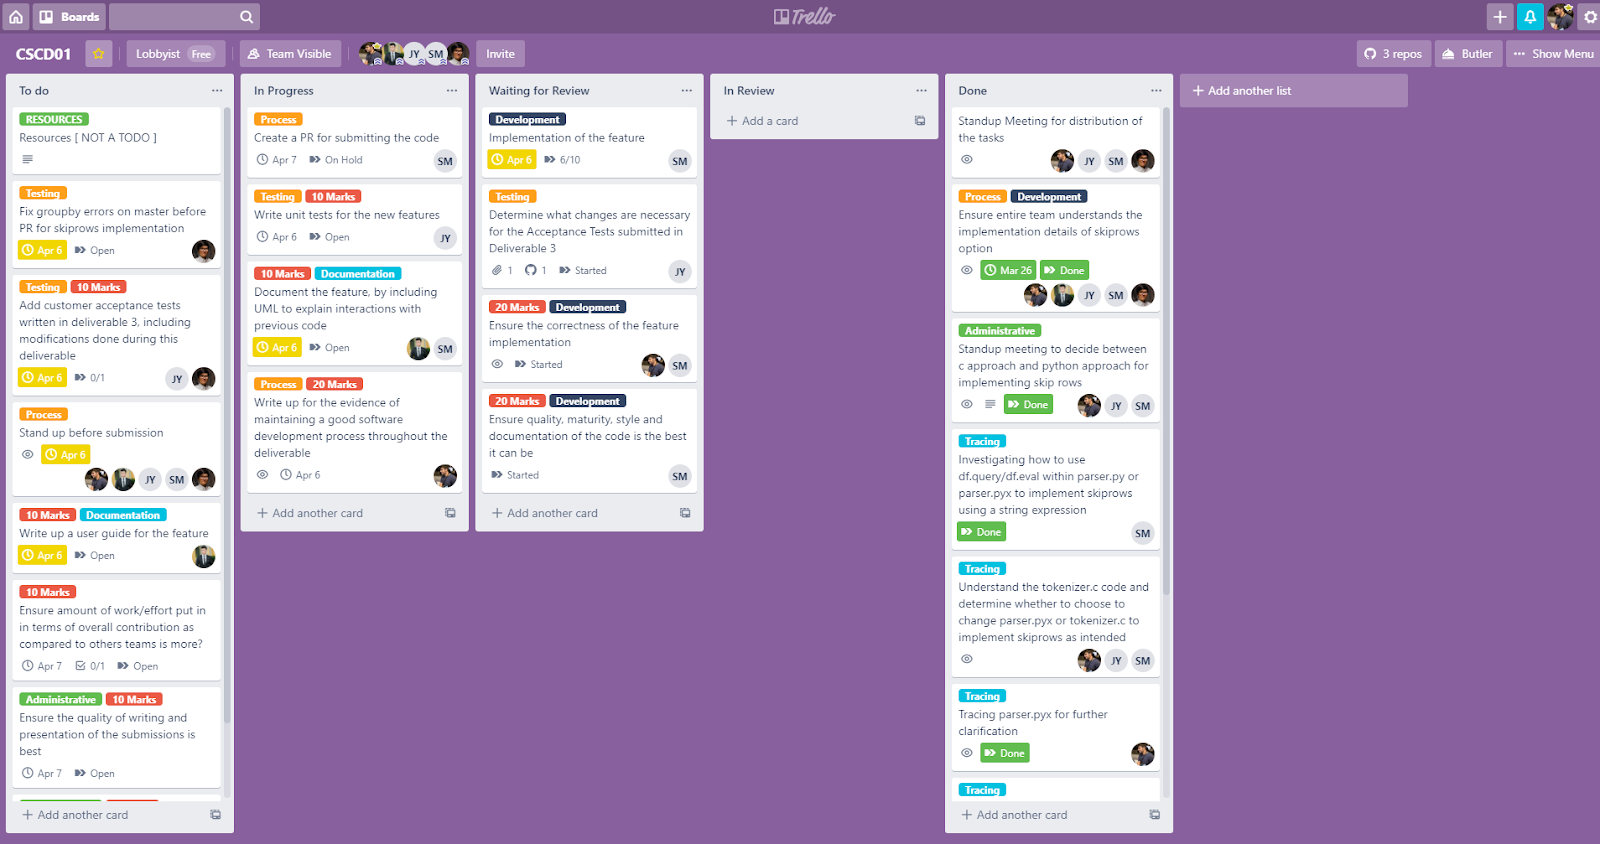 Boards
Trello
CSCD01
Lobbyist Free
Team Visible
JY SM
Invite
3 repos
Butler
Show Menu
To do
RESOURCES
Resources [ NOT A TODO ]
Testing
Fix groupby errors on master before
PR for skiprows implementation
Apr 6 Open
Testing 10 Marks
Add customer acceptance tests
written in deliverable 3, including
modifications done during this
deliverable
Apr 6 0/1 JY
Process
Stand up before submission
Apr 6
JY SM
10 Marks Documentation
Write up a user guide for the feature
Apr 6 Open
10 Marks
Ensure amount of work/effort put in
in terms of overall contribution as
compared to others teams is more?
Apr 7 0/1 Open
Administrative 10 Marks
Ensure the quality of writing and
presentation of the submissions is
best
Apr 7 Open
+ Add another card
In Progress
Process
Create a PR for submitting the code
Apr 7 On Hold SM
Testing 10 Marks
Write unit tests for the new features
Apr 6 Open JY
10 Marks Documentation
Document the feature, by including
UML to explain interactions with
previous code
Apr 6 Open SM
Process 20 Marks
Write up for the evidence of
maintaining a good software
development process throughout the
deliverable
Apr 6
+ Add another card
Waiting for Review
Development
Implementation of the feature
Apr 6 6/10 SM
Testing
Determine what changes are necessary
for the Acceptance Tests submitted in
Deliverable 3
1 1 Started JY
20 Marks Development
Ensure the correctness of the feature
implementation
Started SM
20 Marks Development
Ensure quality, maturity, style and
documentation of the code is the best
it can be
Started SM
+ Add another card
In Review
+ Add a card
Done
Standup Meeting for distribution of
the tasks
JY SM
Process Development
Ensure entire team understands the
implementation details of skiprows
option
Mar 26 Done
JY SM
Administrative
Standup meeting to decide between
c approach and python approach for
implementing skip rows
Done JY SM
Tracing
Investigating how to use
df.query/df.eval within parser.py or
parser.pyx to implement skiprows
using a string expression
Done SM
Tracing
Understand the tokenizer.c code and
determine whether to choose to
change parser.pyx or tokenizer.c to
implement skiprows as intended
JY SM
Tracing
Tracing parser.pyx for further
clarification
Done
Tracing
+ Add another card
+ Add another list